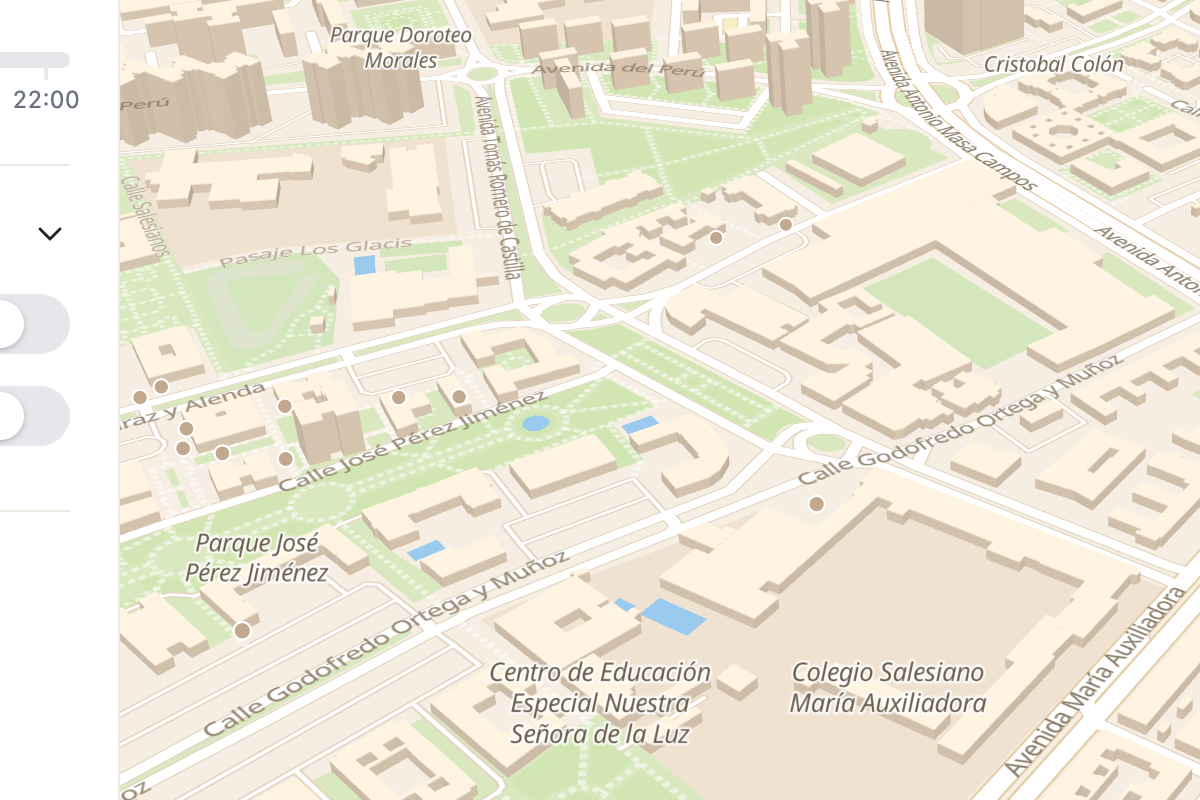 22:00
Parque Doroteo
Morales
Avenida del Perú
Perú
Cristobal Colón
Avenida Antonio Masa Campos
Avenida Tomás Romero de Castilla
Calle Salesianos
Pasaje Los Glacis
Avenida Anton
raz y Alenda
Calle José Pérez Jiménez
Calle Godofredo Ortega y Muñoz
Parque José
Pérez Jiménez
Calle Godofredo Ortega y Muñoz
Centro de Educación
Especial Nuestra
Señora de la Luz
Colegio Salesiano
María Auxiliadora
Avenida María Auxiliadora
oz